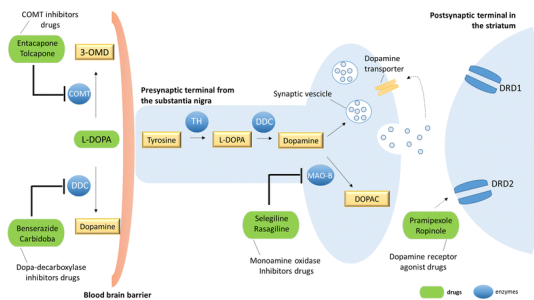 COMT inhibitors
drugs
Entacapone
Tolcapone
3-OMD
COMT
L-DOPA
DDC
Benserazide
Carbidoba
Dopamine
Dopa-decarboxylase
inhibitors drugs
Blood brain barrier
Presynaptic terminal from
the substantia nigra
Tyrosine
TH
L-DOPA
DDC
Dopamine
Synaptic vescicle
Dopamine
transporter
MAO-B
DOPAC
Selegiline
Rasagiline
Monoamine oxidase
Inhibitors drugs
Postsynaptic terminal in
the striatum
DRD1
DRD2
Pramipexole
Ropinole
Dopamine receptor
agonist drugs
drugs
enzymes